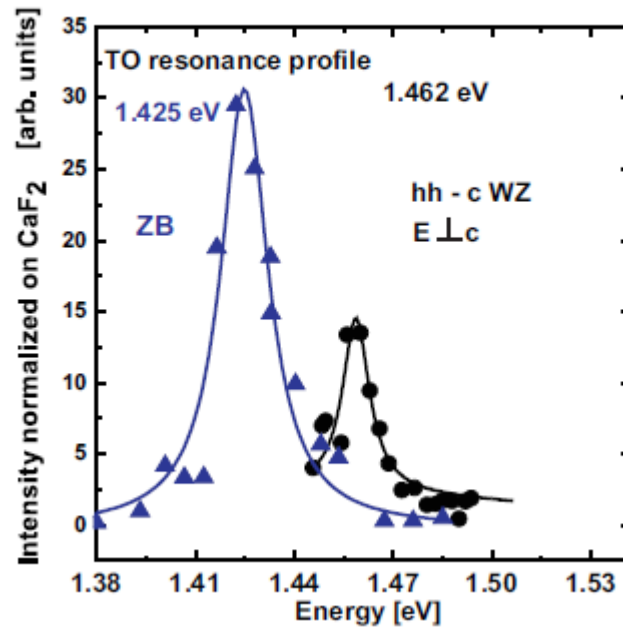 Intensity normalized on CaF₂ [arb. units]
35
30
25
20
15
10
5
0
TO resonance profile
1.462 eV
1.425 eV
hh - c WZ
ZB
E ⊥ c
1.38 1.41 1.44 1.47 1.50 1.53
Energy [eV]